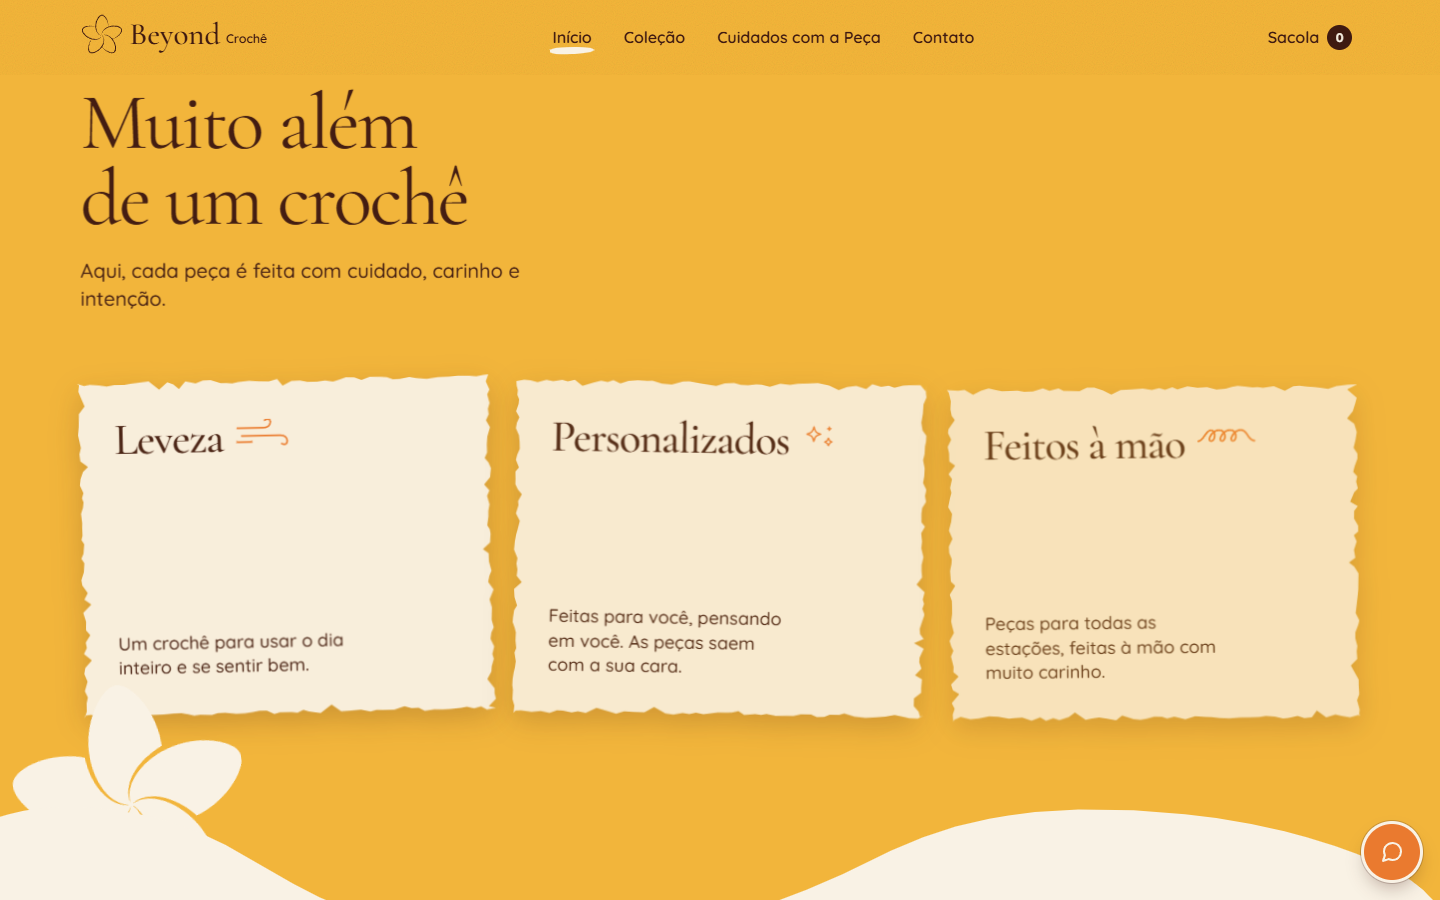 Beyond Crochê
Início
Coleção
Cuidados com a Peça
Contato
Sacola 0
Muito além
de um crochê
Aqui, cada peça é feita com cuidado, carinho e
intenção.
Leveza
Um crochê para usar o dia
inteiro e se sentir bem.
Personalizados
Feitas para você, pensando
em você. As peças saem
com a sua cara.
Feitos à mão
Peças para todas as
estações, feitas à mão com
muito carinho.